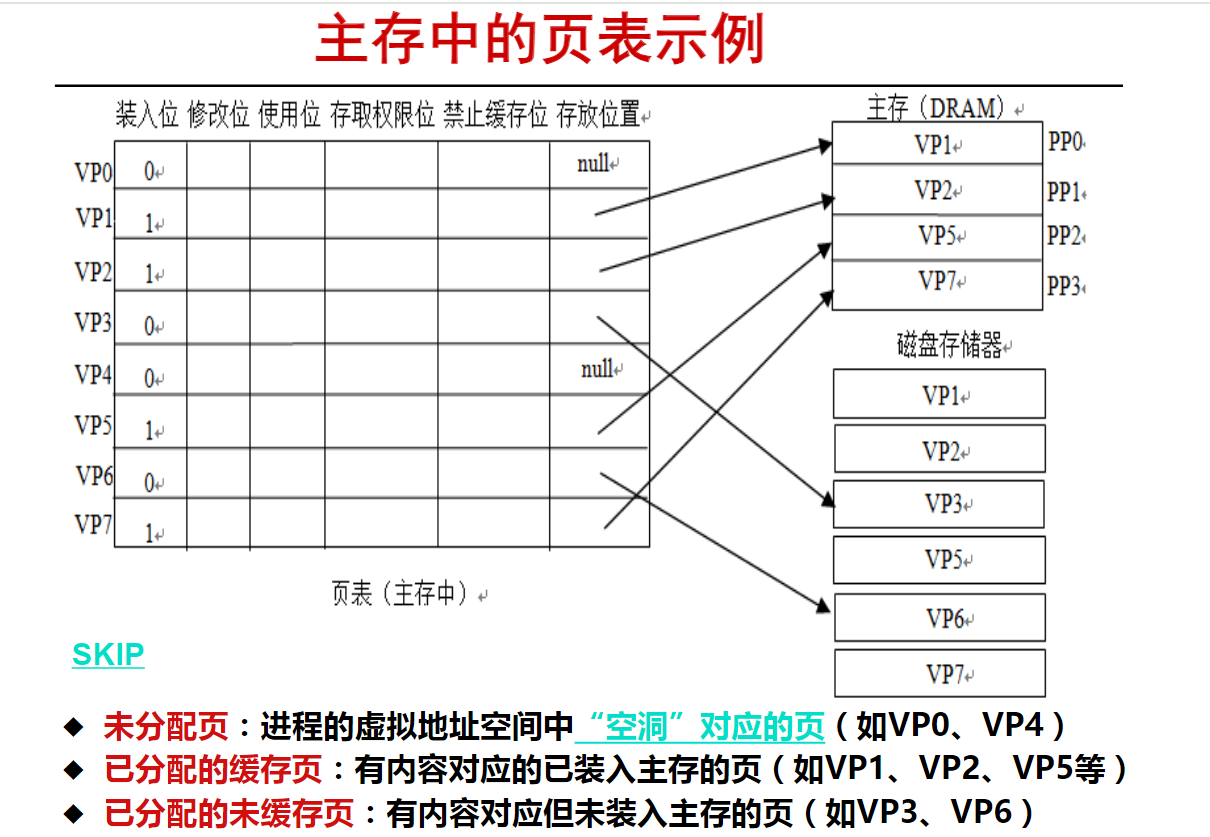 主存中的页表示例
装入位 修改位 使用位 存取权限位 禁止缓存位 存放位置
主存（DRAM）
VP0 0 null
VP1 1
VP2 1
VP3 0
VP4 0 null
VP5 1
VP6 0
VP7 1
页表（主存中）
VP1 PP0
VP2 PP1
VP5 PP2
VP7 PP3
磁盘存储器
VP1
VP2
VP3
VP5
VP6
VP7
SKIP
◆ 未分配页：进程的虚拟地址空间中“空洞”对应的页（如VP0、VP4）
◆ 已分配的缓存页：有内容对应的已装入主存的页（如VP1、VP2、VP5等）
◆ 已分配的未缓存页：有内容对应但未装入主存的页（如VP3、VP6）